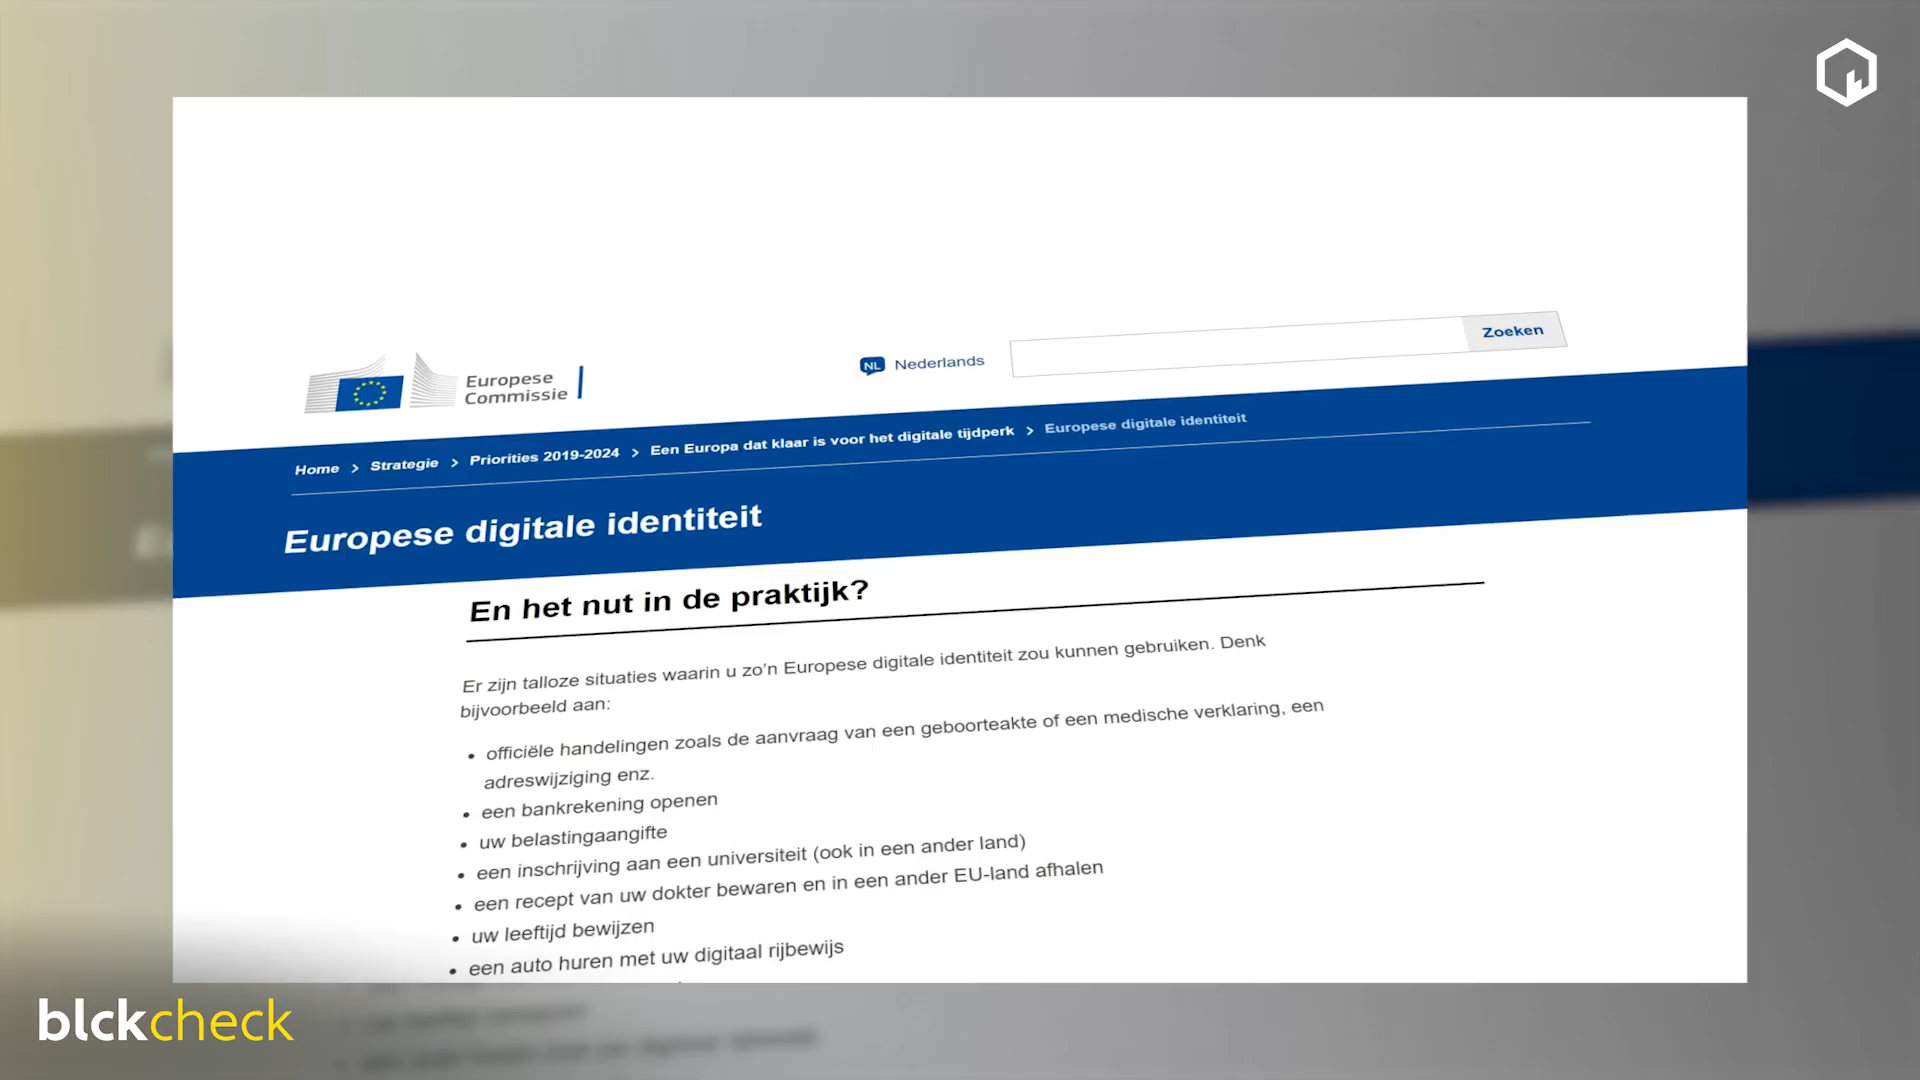 Europese
Commissie
NL Nederlands
Zoeken
Home > Strategie > Priorities 2019-2024 > Een Europa dat klaar is voor het digitale tijdperk > Europese digitale identiteit
Europese digitale identiteit
En het nut in de praktijk?
Er zijn talloze situaties waarin u zo’n Europese digitale identiteit zou kunnen gebruiken. Denk
bijvoorbeeld aan:
• officiële handelingen zoals de aanvraag van een geboorteakte of een medische verklaring, een
adreswijziging enz.
• een bankrekening openen
• uw belastingaangifte
• een inschrijving aan een universiteit (ook in een ander land)
• een recept van uw dokter bewaren en in een ander EU-land afhalen
• uw leeftijd bewijzen
• een auto huren met uw digitaal rijbewijs
blckcheck